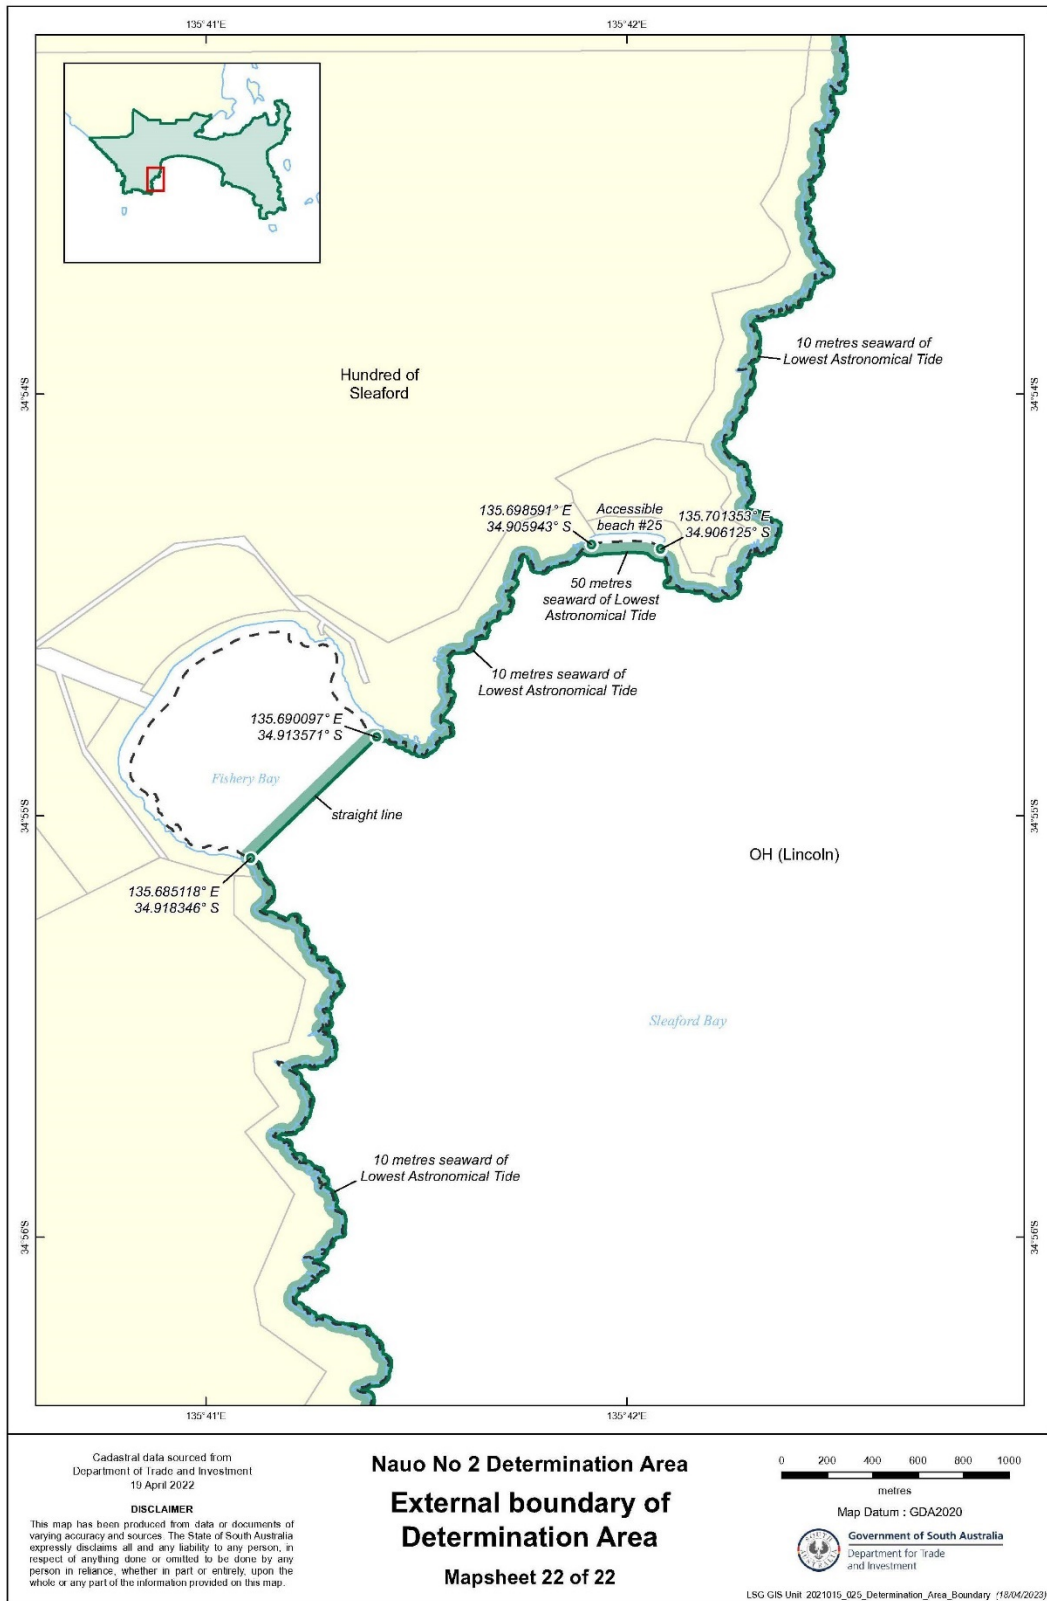 135°41'E
135°42'E
10 metres seaward of
Lowest Astronomical Tide
Hundred of
Sleaford
34°54'S
34°54'S
135.698591° E
34.905943° S
Accessible
beach #25
135.701353° E
34.906125° S
50 metres
seaward of Lowest
Astronomical Tide
10 metres seaward of
Lowest Astronomical Tide
135.690097° E
34.913571° S
Fishery Bay
straight line
34°55'S
34°55'S
OH (Lincoln)
135.685118° E
34.918346° S
Sleaford Bay
10 metres seaward of
Lowest Astronomical Tide
34°56'S
34°56'S
135°41'E
135°42'E
Cadastral data sourced from
Department of Trade and Investment
19 April 2022
DISCLAIMER
This map has been produced from data or documents of
varying accuracy and sources. The State of South Australia
expressly disclaims all and any liability to any person, in
respect of anything done or omitted to be done by any
person in reliance, whether in part or entirely, upon the
whole or any part of the information provided on this map.
Nauo No 2 Determination Area
External boundary of
Determination Area
Mapsheet 22 of 22
0 200 400 600 800 1000
metres
Map Datum : GDA2020
SOUTH
AUSTRALIA
Government of South Australia
Department for Trade
and Investment
LSG GIS Unit 2021015_025_Determination_Area_Boundary (18/04/2023)